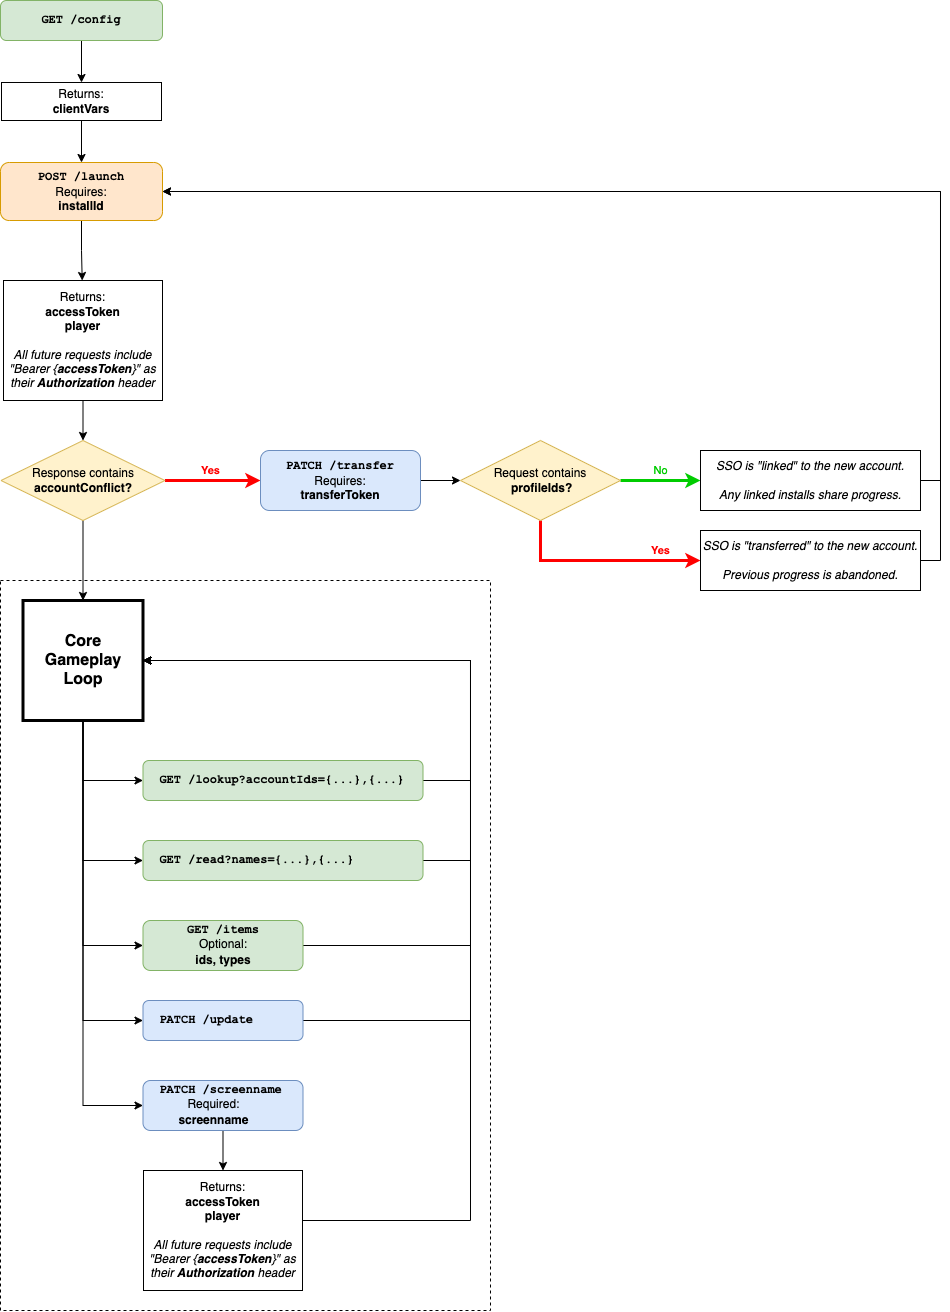 GET /config
Returns:
clientVars
POST /launch
Requires:
installId
Returns:
accessToken
player
All future requests include
"Bearer {accessToken}" as
their Authorization header
Response contains
accountConflict?
Yes
PATCH /transfer
Requires:
transferToken
Request contains
profileIds?
No
SSO is "linked" to the new account.
Any linked installs share progress.
Yes
SSO is "transferred" to the new account.
Previous progress is abandoned.
Core
Gameplay
Loop
GET /lookup?accountIds={...},{...}
GET /read?names={...},{...}
GET /items
Optional:
ids, types
PATCH /update
PATCH /screenname
Required:
screenname
Returns:
accessToken
player
All future requests include
"Bearer {accessToken}" as
their Authorization header